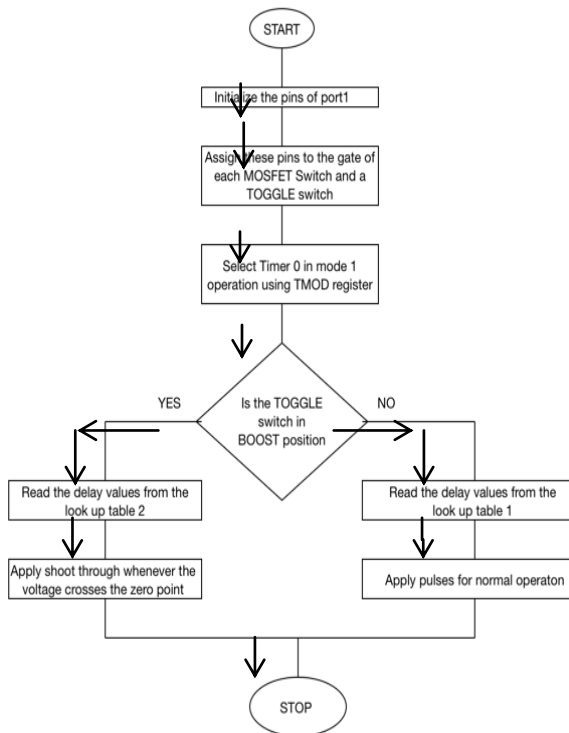 START
Initialize the pins of port1
Assign these pins to the gate of
each MOSFET Switch and a
TOGGLE switch
Select Timer 0 in mode 1
operation using TMOD register
YES
Is the TOGGLE
switch in
BOOST position
NO
Read the delay values from the
look up table 2
Read the delay values from the
look up table 1
Apply shoot through whenever the
voltage crosses the zero point
Apply pulses for normal operaton
STOP